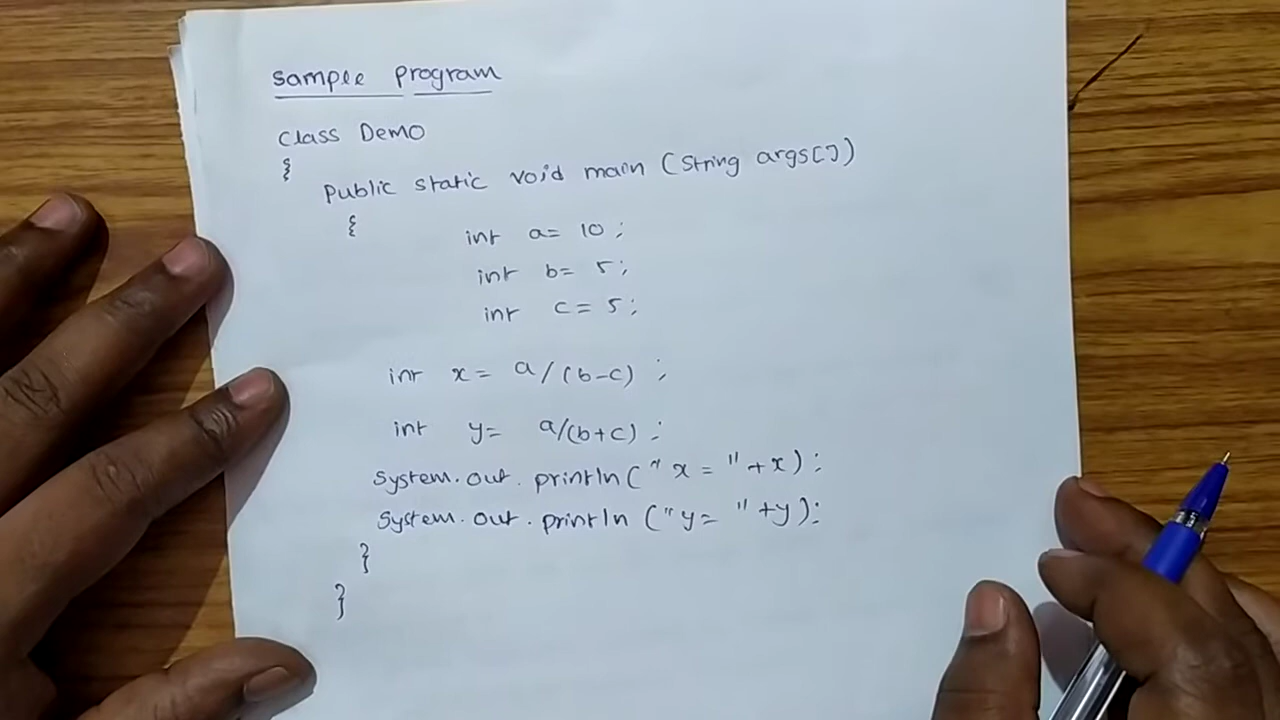 Sample program
Class Demo
{
Public static void main (String args[])
{
int a= 10 ;
int b= 5;
int c= 5;
int x= a/(b-c) ;
int y= a/(b+c) ;
System.out.println("x = "+x);
System.out.println ("y= "+y);
}
}